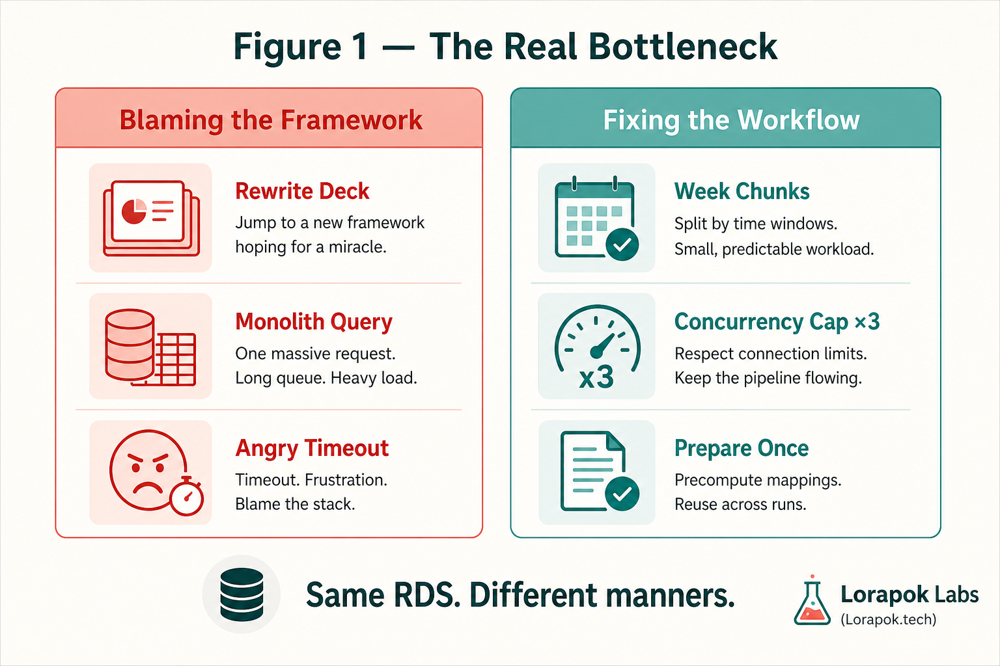 Figure 1 — The Real Bottleneck
Blaming the Framework
Rewrite Deck
Jump to a new framework
hoping for a miracle.
Monolith Query
One massive request.
Long queue. Heavy load.
Angry Timeout
Timeout. Frustration.
Blame the stack.
Fixing the Workflow
Week Chunks
Split by time windows.
Small, predictable workload.
x3
Concurrency Cap ×3
Respect connection limits.
Keep the pipeline flowing.
Prepare Once
Precompute mappings.
Reuse across runs.
Same RDS. Different manners.
Lorapok Labs
(Lorapok.tech)